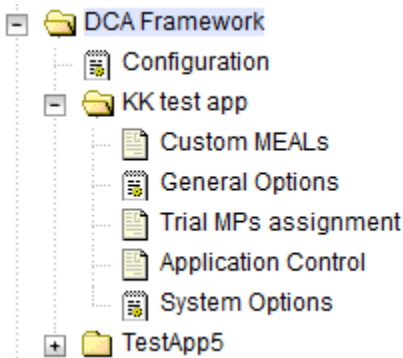 DCA Framework
Configuration
KK test app
Custom MEALs
General Options
Trial MPs assignment
Application Control
System Options
TestApp5